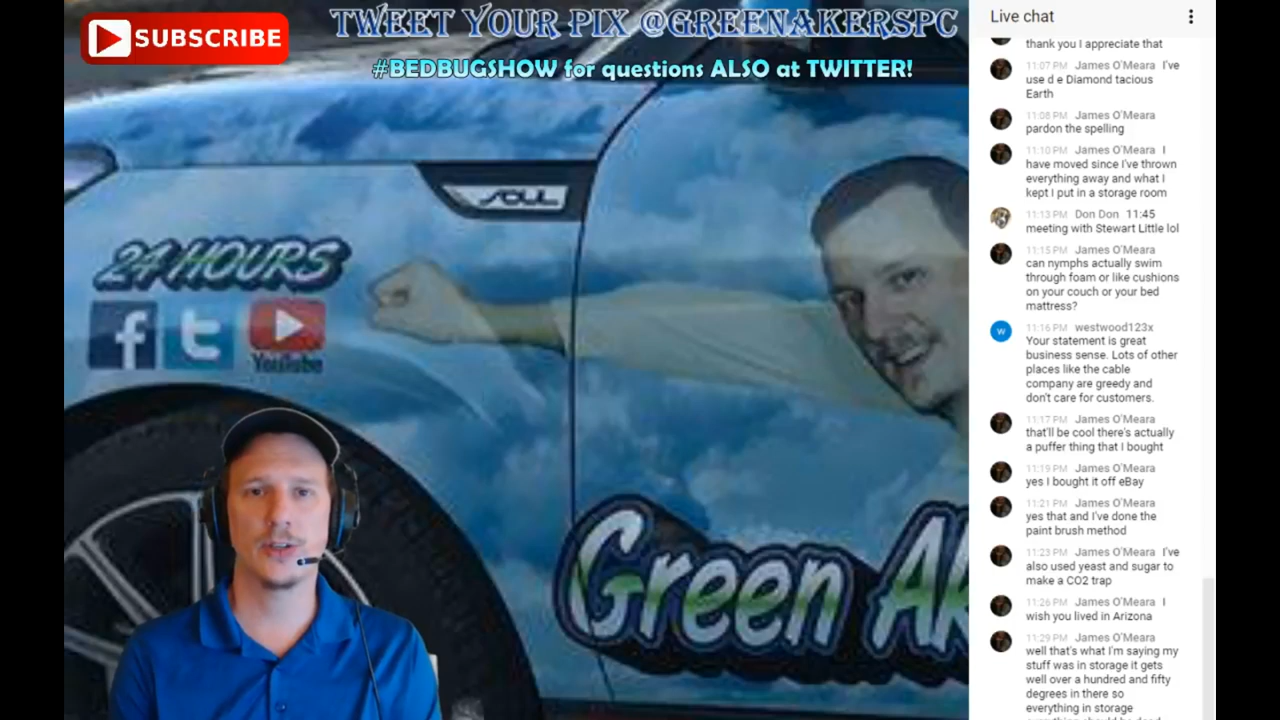 SUBSCRIBE
TWEET YOUR PIX @GREENAKERSPC
#BEDBUGSHOW for questions ALSO at TWITTER!
SOUL
24 HOURS
f t
YouTube
Green Ak
Live chat
thank you I appreciate that
11:07 PM James O'Meara I've
use d e Diamond tacious
Earth
11:08 PM James O'Meara
pardon the spelling
11:10 PM James O'Meara I
have moved since I've thrown
everything away and what I
kept I put in a storage room
11:13 PM Don Don 11:45
meeting with Stewart Little lol
11:15 PM James O'Meara
can nymphs actually swim
through foam or like cushions
on your couch or your bed
mattress?
W
11:16 PM westwood123x
Your statement is great
business sense. Lots of other
places like the cable
company are greedy and
don't care for customers.
11:17 PM James O'Meara
that'll be cool there's actually
a puffer thing that I bought
11:19 PM James O'Meara
yes I bought it off eBay
11:21 PM James O'Meara
yes that and I've done the
paint brush method
11:23 PM James O'Meara I've
also used yeast and sugar to
make a CO2 trap
11:26 PM James O'Meara I
wish you lived in Arizona
11:29 PM James O'Meara
well that's what I'm saying my
stuff was in storage it gets
well over a hundred and fifty
degrees in there so
everything in storage
everything should be dead